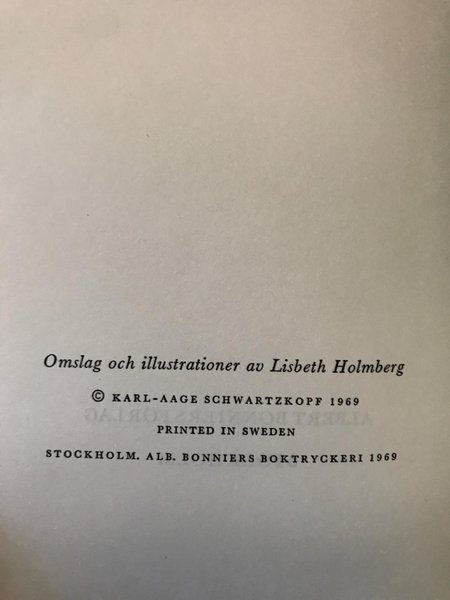 Omslag och illustrationer av Lisbeth Holmberg
© KARL-AAGE SCHWARTZKOPF 1969
PRINTED IN SWEDEN
STOCKHOLM. ALB. BONNIERS BOKTRYCKERI 1969